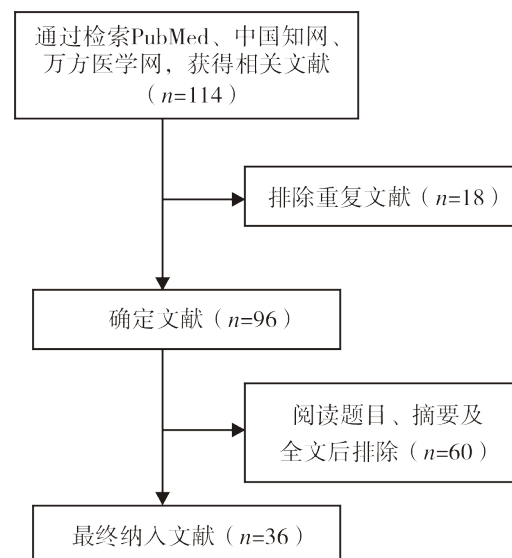 通过检索PubMed、中国知网、
万方医学网，获得相关文献
（n=114）
排除重复文献（n=18）
确定文献（n=96）
阅读题目、摘要及
全文后排除（n=60）
最终纳入文献（n=36）